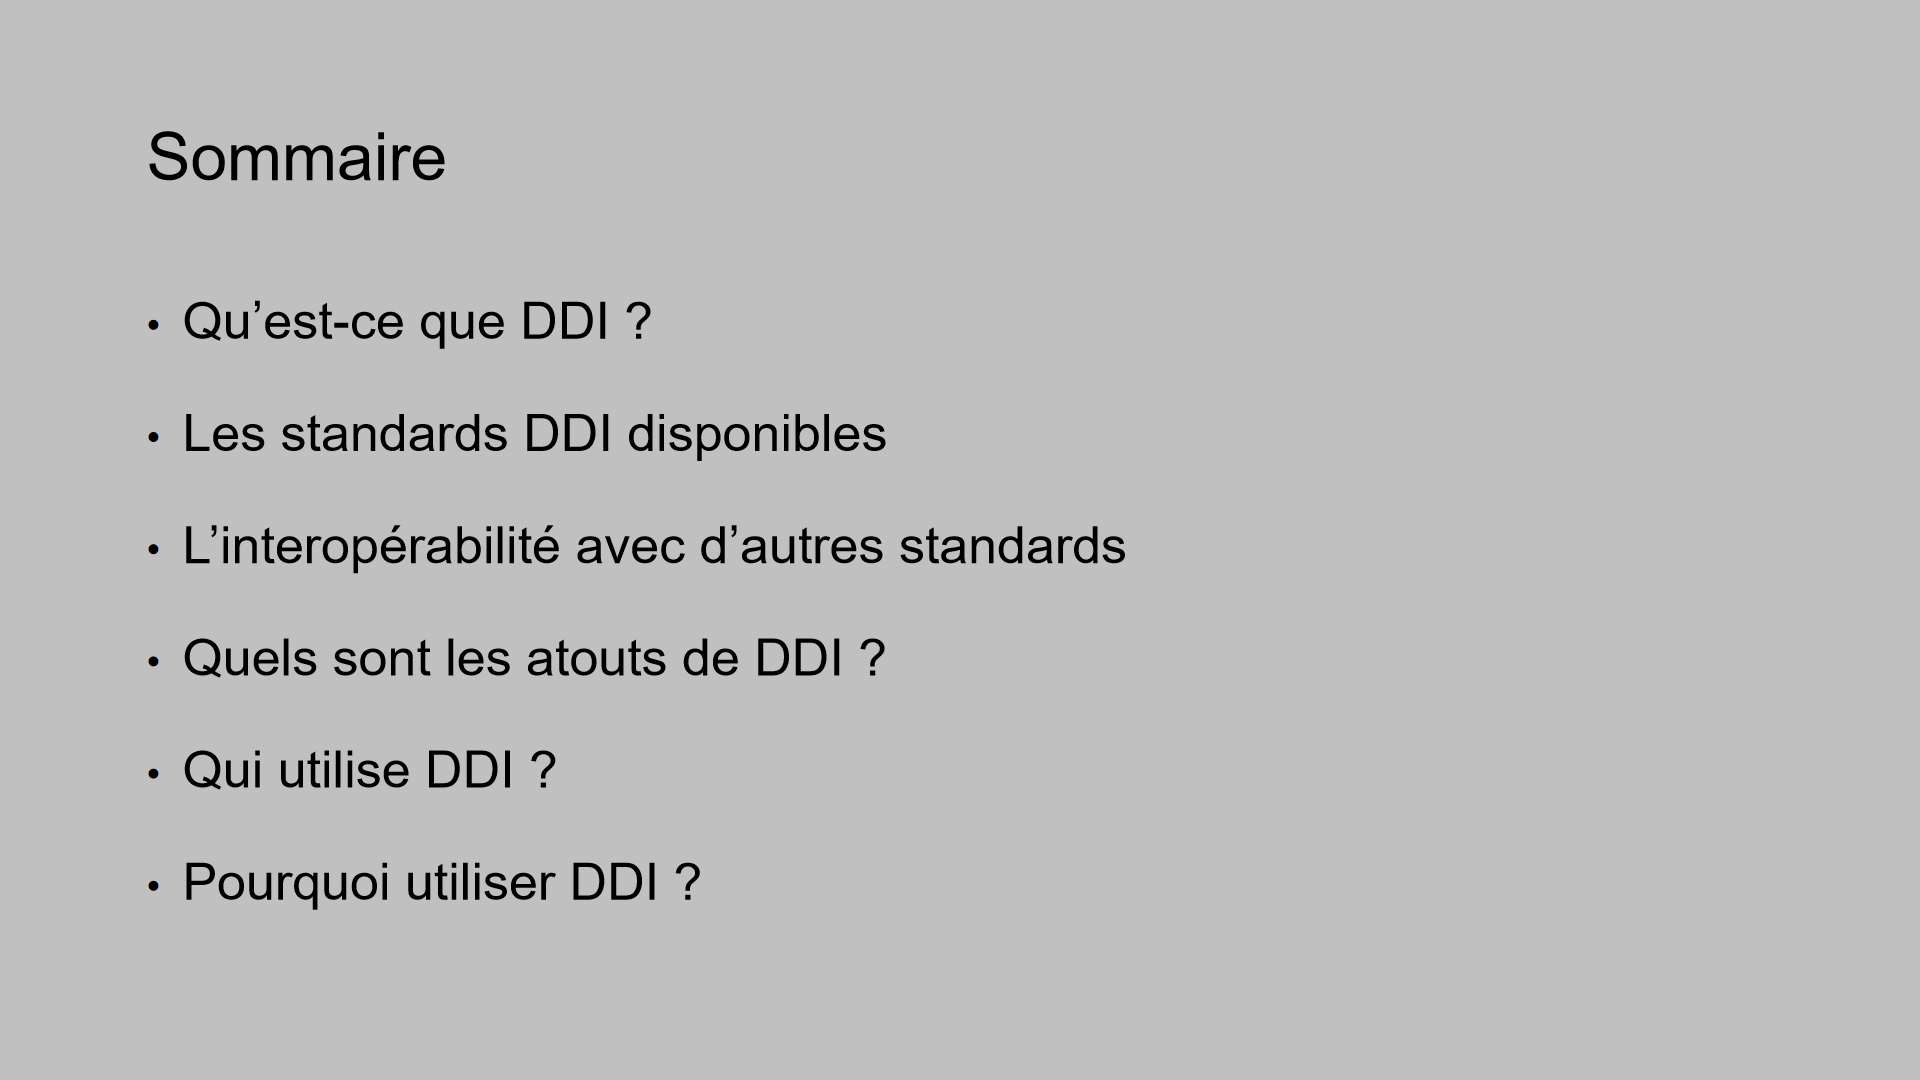 Sommaire
• Qu’est-ce que DDI ?
• Les standards DDI disponibles
• L’interopérabilité avec d’autres standards
• Quels sont les atouts de DDI ?
• Qui utilise DDI ?
• Pourquoi utiliser DDI ?